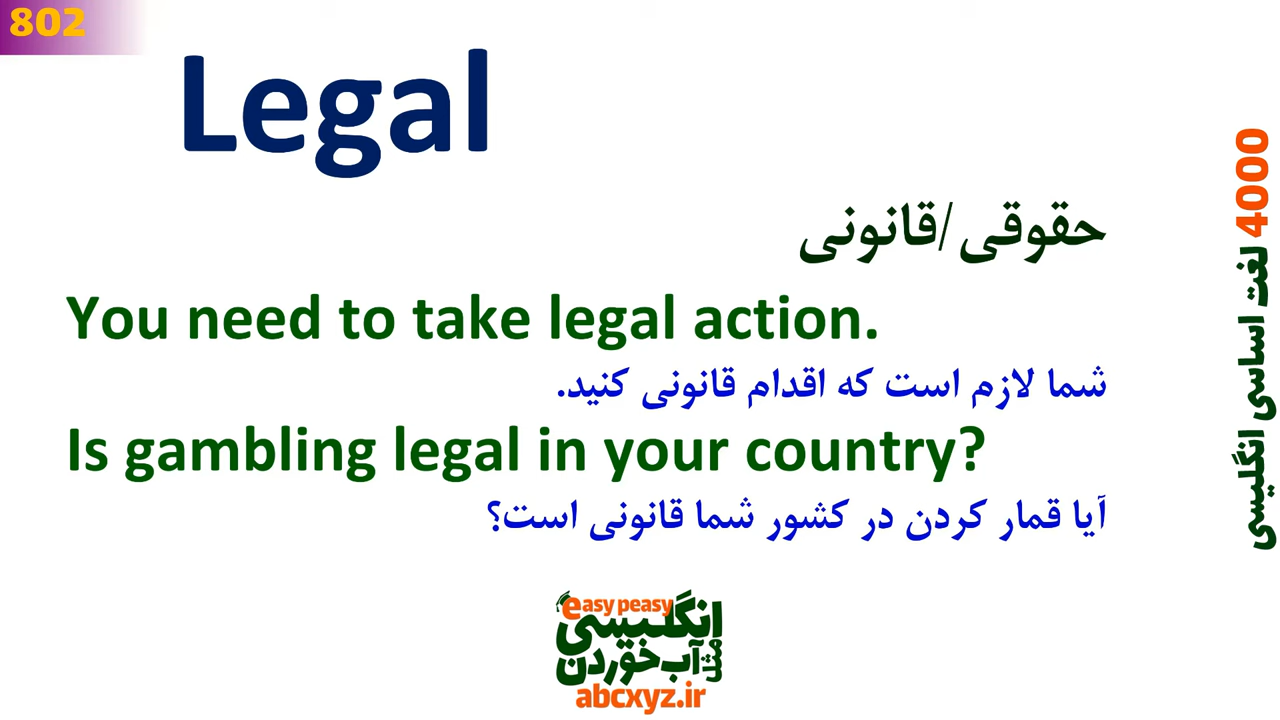 802
Legal
حقوقی/قانونی
You need to take legal action.
شما لازم است که اقدام قانونی کنید.
Is gambling legal in your country?
آیا قمار کردن در کشور شما قانونی است؟
4000 لغت اساسی انگلیسی
easy peasy
انگلیسی
مثل آب خوردن
abcxyz.ir